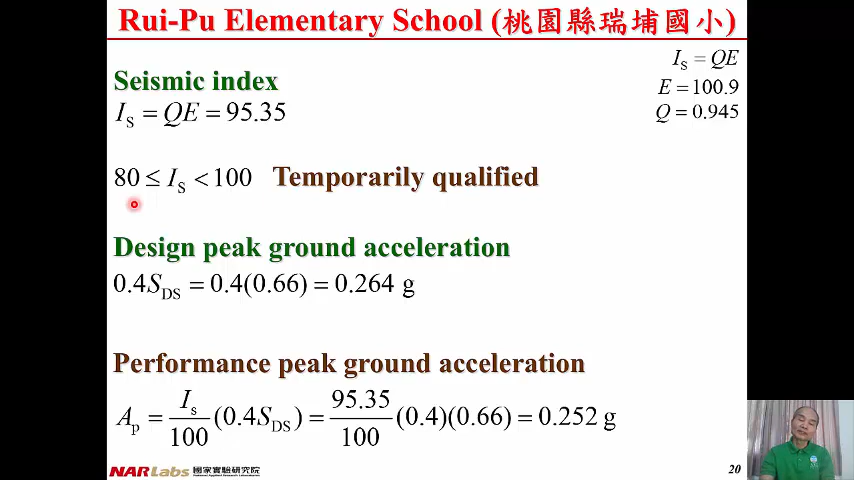 Rui-Pu Elementary School (桃園縣瑞埔國小)
I_S = QE
E = 100.9
Q = 0.945
Seismic index
I_S = QE = 95.35
80 ≤ I_S < 100 Temporarily qualified
Design peak ground acceleration
0.4S_DS = 0.4(0.66) = 0.264 g
Performance peak ground acceleration
A_p = I_s/100 (0.4S_DS) = 95.35/100 (0.4)(0.66) = 0.252 g
NARLabs 國家實驗研究院
20